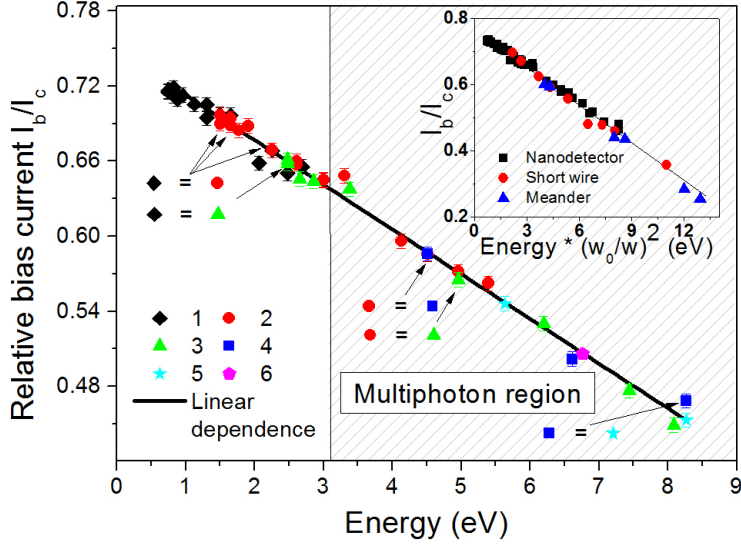 Relative bias current I_b/I_c
0.78
0.72
0.66
0.60
0.54
0.48
0 1 2 3 4 5 6 7 8 9
Energy (eV)
=
=
=
=
=
1 2
3 4
5 6
Linear
dependence
Multiphoton region
I_b/I_c
0.8
0.6
0.4
0.2
0 3 6 9 12
Energy * (w_0/w)^2 (eV)
Nanodetector
Short wire
Meander